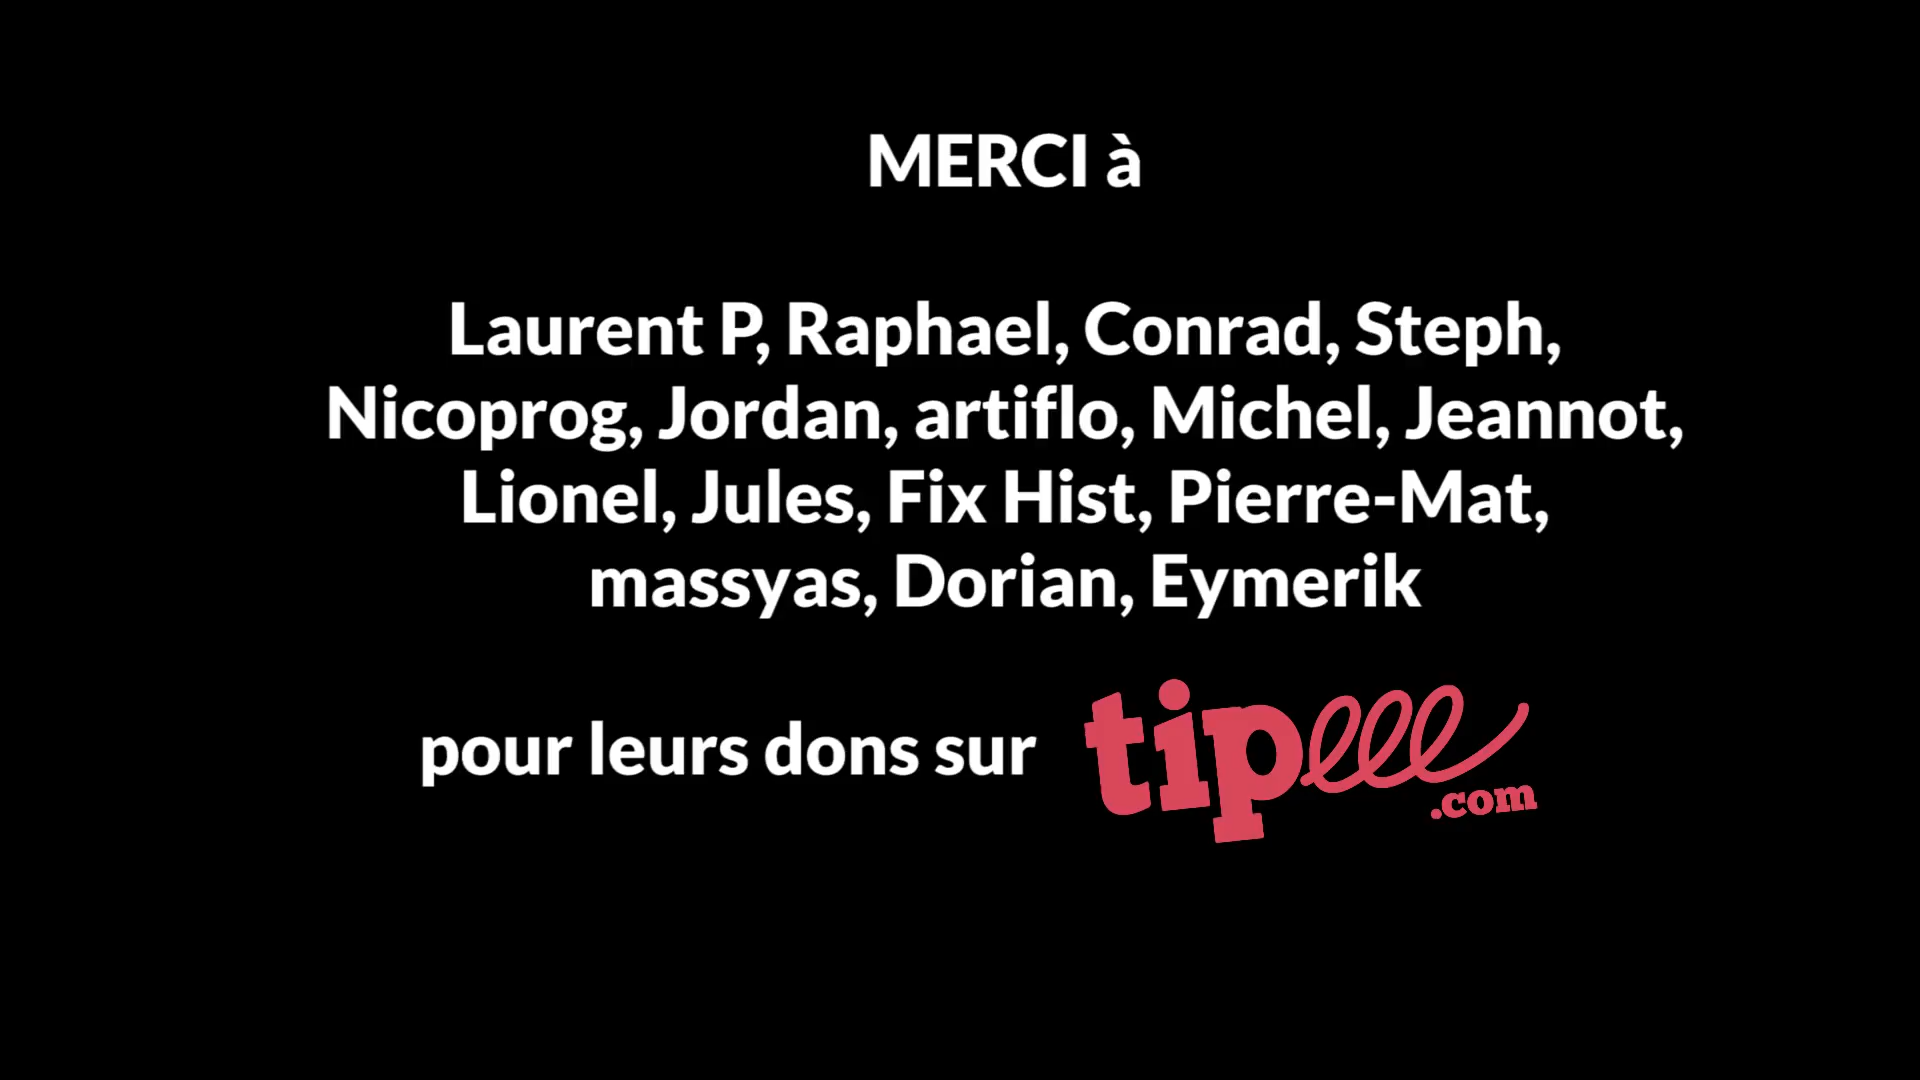 MERCI à
Laurent P, Raphael, Conrad, Steph,
Nicoprog, Jordan, artiflo, Michel, Jeannot,
Lionel, Jules, Fix Hist, Pierre-Mat,
massyas, Dorian, Eymerik
pour leurs dons sur tipeee
.com